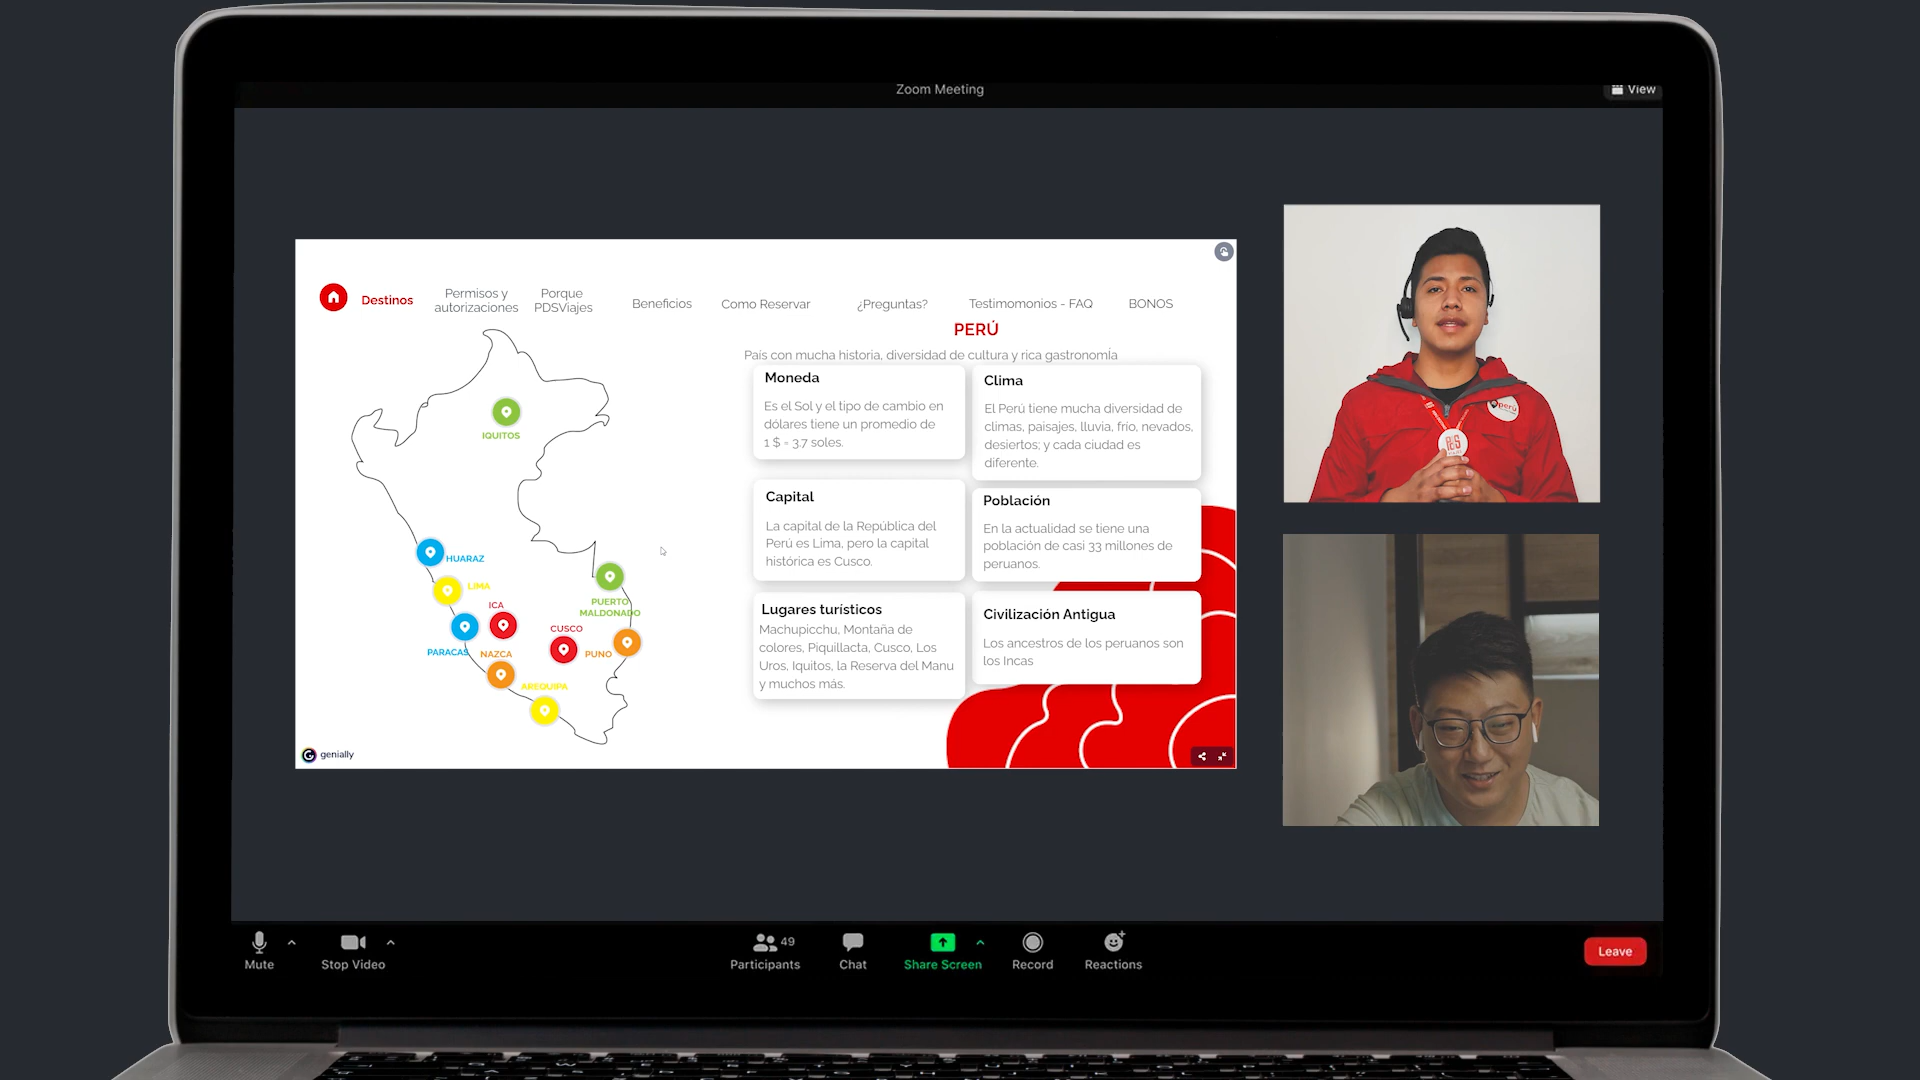 Zoom Meeting
View
Destinos
Permisos y
autorizaciones
Porque
PDSViajes
Beneficios
Como Reservar
¿Preguntas?
Testimomonios - FAQ
BONOS
PERÚ
País con mucha historia, diversidad de cultura y rica gastronomía
Moneda
Es el Sol y el tipo de cambio en
dólares tiene un promedio de
1 $ = 3.7 soles.
Clima
El Perú tiene mucha diversidad de
climas, paisajes, lluvia, frío, nevados,
desiertos; y cada ciudad es
diferente.
Capital
La capital de la República del
Perú es Lima, pero la capital
histórica es Cusco.
Población
En la actualidad se tiene una
población de casi 33 millones de
peruanos.
Lugares turísticos
Machupicchu, Montaña de
colores, Piquillacta, Cusco, Los
Uros, Iquitos, la Reserva del Manu
y muchos más.
Civilización Antigua
Los ancestros de los peruanos son
los Incas
IQUITOS
HUARAZ
LIMA
ICA
PUERTO
MALDONADO
CUSCO
PARACAS
NAZCA
PUNO
AREQUIPA
genially
perú
Mute
Stop Video
49
Participants
Chat
Share Screen
Record
Reactions
Leave